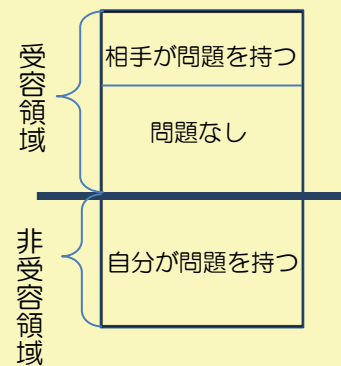 受容領域
相手が問題を持つ
問題なし
非受容領域
自分が問題を持つ